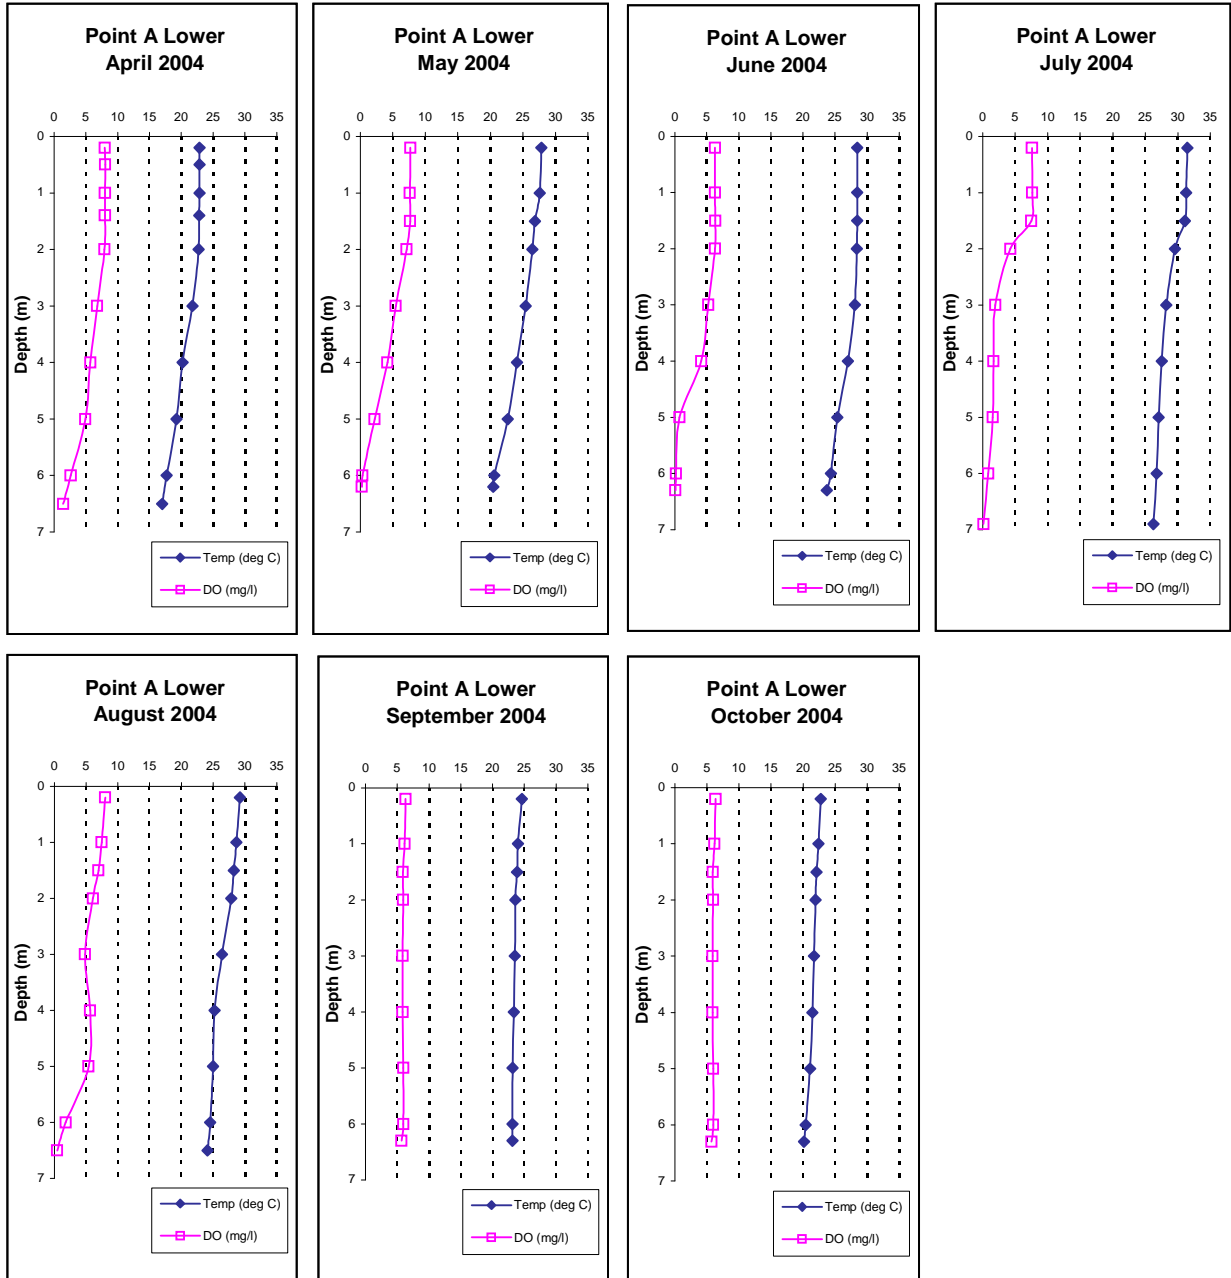 Point A Lower
April 2004
0 5 10 15 20 25 30 35
0
1
2
3
4
5
6
7
Depth (m)
Temp (deg C)
DO (mg/l)
Point A Lower
May 2004
0 5 10 15 20 25 30 35
0
1
2
3
4
5
6
7
Depth (m)
Temp (deg C)
DO (mg/l)
Point A Lower
June 2004
0 5 10 15 20 25 30 35
0
1
2
3
4
5
6
7
Depth (m)
Temp (deg C)
DO (mg/l)
Point A Lower
July 2004
0 5 10 15 20 25 30 35
0
1
2
3
4
5
6
7
Depth (m)
Temp (deg C)
DO (mg/l)
Point A Lower
August 2004
0 5 10 15 20 25 30 35
0
1
2
3
4
5
6
7
Depth (m)
Temp (deg C)
DO (mg/l)
Point A Lower
September 2004
0 5 10 15 20 25 30 35
0
1
2
3
4
5
6
7
Depth (m)
Temp (deg C)
DO (mg/l)
Point A Lower
October 2004
0 5 10 15 20 25 30 35
0
1
2
3
4
5
6
7
Depth (m)
Temp (deg C)
DO (mg/l)